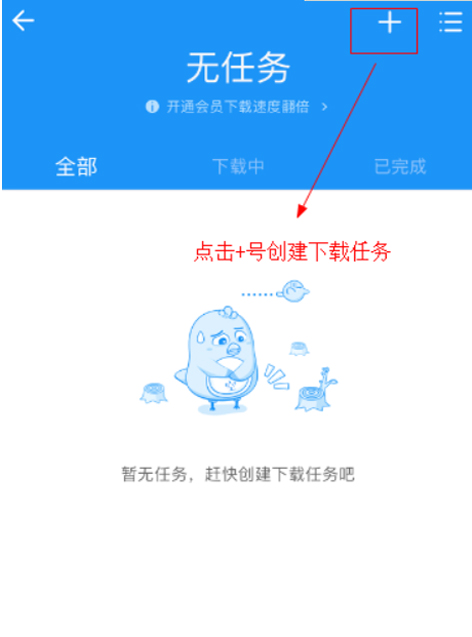 无任务
开通会员下载速度翻倍 >
全部 下载中 已完成
点击+号创建下载任务
暂无任务，赶快创建下载任务吧